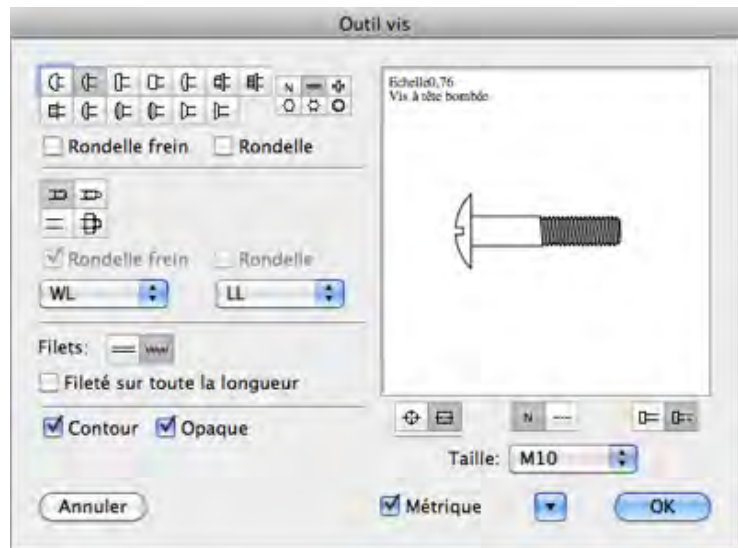 Outil vis
N
Rondelle frein Rondelle
Rondelle frein Rondelle
WL LL
Filets:
Fileté sur toute la longueur
Contour Opaque
Annuler
Echelle0,76
Vis à tête bombée
N
Taille: M10
Métrique OK